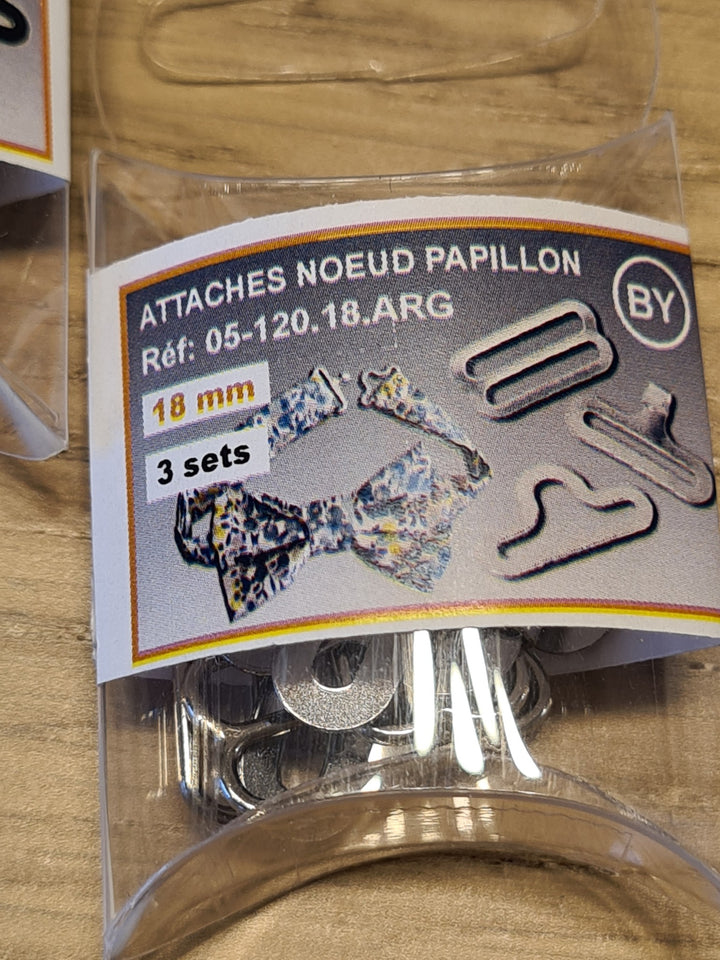 ATTACHES NOEUD PAPILLON
BY
Réf: 05-120.18.ARG
18 mm
3 sets